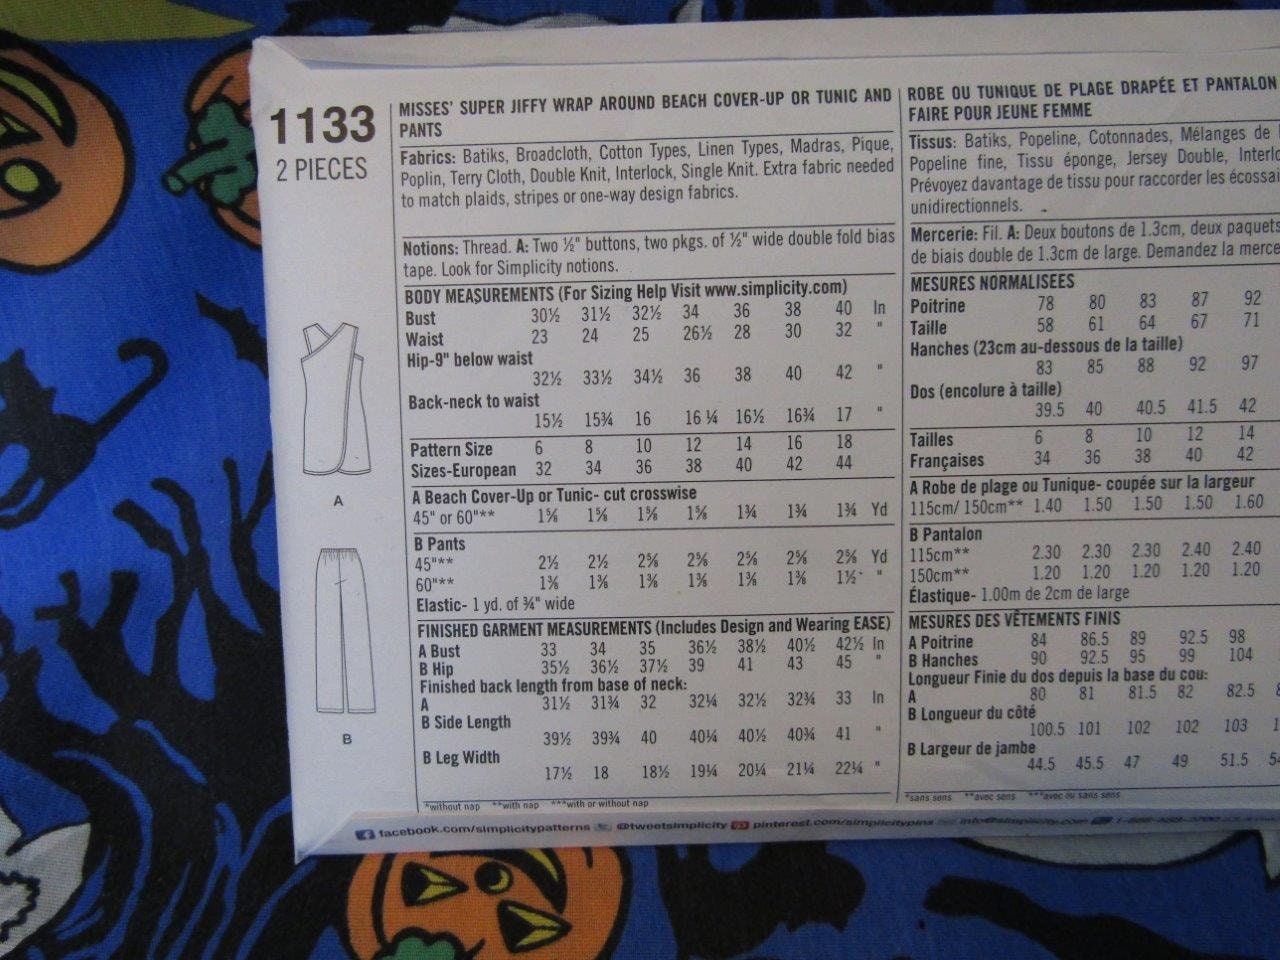 1133
2 PIECES
A
B
MISSES' SUPER JIFFY WRAP AROUND BEACH COVER-UP OR TUNIC AND
PANTS
Fabrics: Batiks, Broadcloth, Cotton Types, Linen Types, Madras, Pique,
Poplin, Terry Cloth, Double Knit, Interlock, Single Knit. Extra fabric needed
to match plaids, stripes or one-way design fabrics.
Notions: Thread. A: Two ½" buttons, two pkgs. of ½" wide double fold bias
tape. Look for Simplicity notions.
BODY MEASUREMENTS (For Sizing Help Visit www.simplicity.com)
Bust 30½ 31½ 32½ 34 36 38 40 In
Waist 23 24 25 26½ 28 30 32 "
Hip-9" below waist
32½ 33½ 34½ 36 38 40 42 "
Back-neck to waist
15½ 15¾ 16 16 ¼ 16½ 16¾ 17 "
Pattern Size 6 8 10 12 14 16 18
Sizes-European 32 34 36 38 40 42 44
A Beach Cover-Up or Tunic- cut crosswise
45" or 60"** 1⅝ 1⅝ 1⅝ 1⅝ 1¾ 1¾ 1¾ Yd
B Pants
45"** 2½ 2½ 2⅝ 2⅝ 2⅝ 2⅝ 2⅝ Yd
60"** 1⅜ 1⅜ 1⅜ 1⅜ 1⅜ 1⅜ 1½ "
Elastic- 1 yd. of ¾" wide
FINISHED GARMENT MEASUREMENTS (Includes Design and Wearing EASE)
A Bust 33 34 35 36½ 38½ 40½ 42½ In
B Hip 35½ 36½ 37½ 39 41 43 45 "
Finished back length from base of neck:
A 31½ 31¾ 32 32¼ 32½ 32¾ 33 In
B Side Length
39½ 39¾ 40 40¼ 40½ 40¾ 41 "
B Leg Width
17½ 18 18½ 19¼ 20¼ 21¼ 22¼ "
*without nap **with nap ***with or without nap
ROBE OU TUNIQUE DE PLAGE DRAPÉE ET PANTALON
FAIRE POUR JEUNE FEMME
Tissus: Batiks, Popeline, Cotonnades, Mélanges de
Popeline fine, Tissu éponge, Jersey Double, Interlo
Prévoyez davantage de tissu pour raccorder les écossai
unidirectionnels.
Mercerie: Fil. A: Deux boutons de 1.3cm, deux paquets
de biais double de 1.3cm de large. Demandez la merce
MESURES NORMALISEES
Poitrine 78 80 83 87 92
Taille 58 61 64 67 71
Hanches (23cm au-dessous de la taille)
83 85 88 92 97
Dos (encolure à taille)
39.5 40 40.5 41.5 42
Tailles 6 8 10 12 14
Françaises 34 36 38 40 42
A Robe de plage ou Tunique- coupée sur la largeur
115cm/ 150cm** 1.40 1.50 1.50 1.50 1.60
B Pantalon
115cm** 2.30 2.30 2.30 2.40 2.40
150cm** 1.20 1.20 1.20 1.20 1.20
Élastique- 1.00m de 2cm de large
MESURES DES VÊTEMENTS FINIS
A Poitrine 84 86.5 89 92.5 98
B Hanches 90 92.5 95 99 104
Longueur Finie du dos depuis la base du cou:
A 80 81 81.5 82 82.5
B Longueur du côté
100.5 101 102 102 103
B Largeur de jambe
44.5 45.5 47 49 51.5
*sans sens **avec sens ***avec ou sans sens
facebook.com/simplicitypatterns @tweetsimplicity pinterest.com/simplicitypins info@simplicity.com